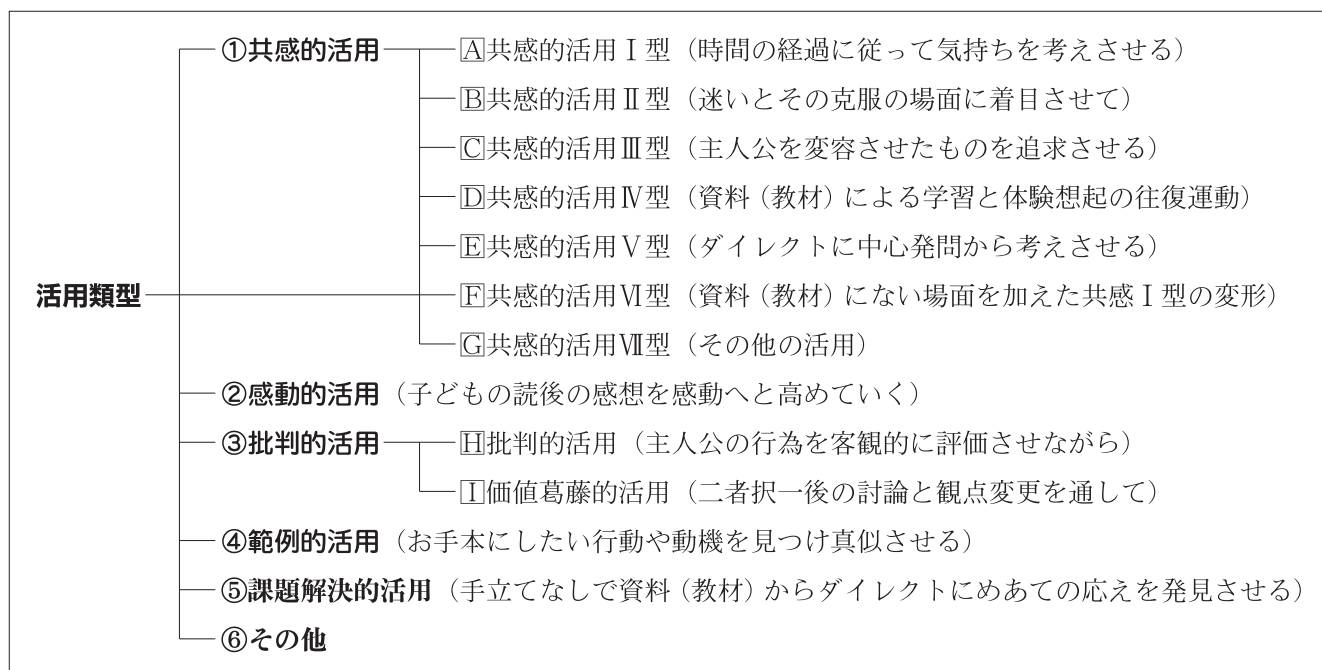 ①共感的活用 Ⓐ共感的活用Ⅰ型（時間の経過に従って気持ちを考えさせる）
Ⓑ共感的活用Ⅱ型（迷いとその克服の場面に着目させて）
Ⓒ共感的活用Ⅲ型（主人公を変容させたものを追求させる）
Ⓓ共感的活用Ⅳ型（資料（教材）による学習と体験想起の往復運動）
Ⓔ共感的活用Ⅴ型（ダイレクトに中心発問から考えさせる）
活用類型 Ⓕ共感的活用Ⅵ型（資料（教材）にない場面を加えた共感Ⅰ型の変形）
Ⓖ共感的活用Ⅶ型（その他の活用）
②感動的活用（子どもの読後の感想を感動へと高めていく）
③批判的活用 Ⓗ批判的活用（主人公の行為を客観的に評価させながら）
Ⓘ価値葛藤的活用（二者択一後の討論と観点変更を通して）
④範例的活用（お手本にしたい行動や動機を見つけ真似させる）
⑤課題解決的活用（手立てなしで資料（教材）からダイレクトにめあての応えを発見させる）
⑥その他